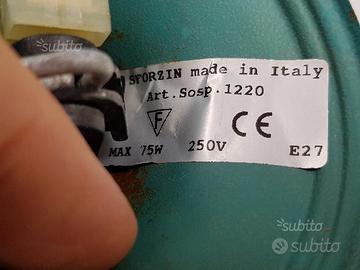 SFORZIN made in Italy
Art.Sosp.1220
F CE
MAX 75W 250V E27
subito
subito